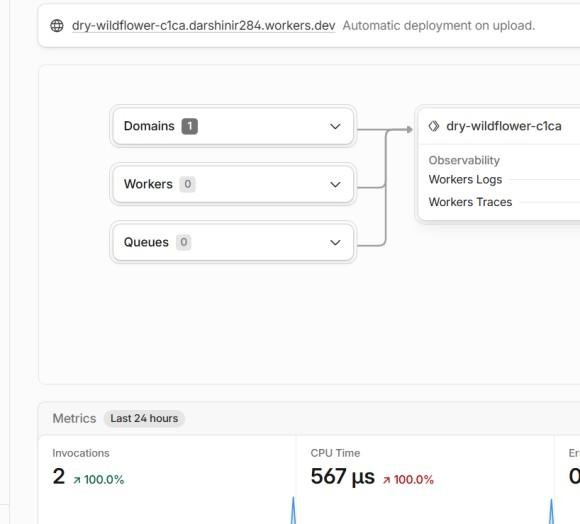 dry-wildflower-c1ca.darshinir284.workers.dev Automatic deployment on upload.
Domains 1
dry-wildflower-c1ca
Workers 0
Observability
Workers Logs
Workers Traces
Queues 0
Metrics Last 24 hours
Invocations
2 ↗ 100.0%
CPU Time
567 µs ↗ 100.0%
Er
0